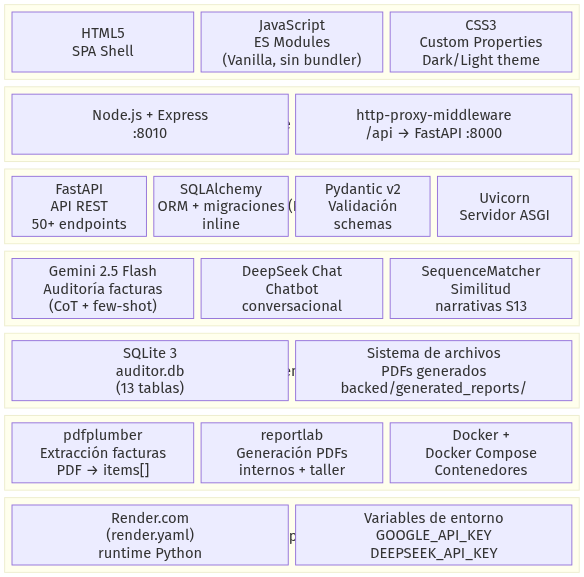 HTML5
SPA Shell
JavaScript
ES Modules
(Vanilla, sin bundler)
CSS3
Custom Properties
Dark/Light theme
Node.js + Express
:8010
http-proxy-middleware
/api → FastAPI :8000
FastAPI
API REST
50+ endpoints
SQLAlchemy
ORM + migraciones
inline
Pydantic v2
Validación
schemas
Uvicorn
Servidor ASGI
Gemini 2.5 Flash
Auditoría facturas
(CoT + few-shot)
DeepSeek Chat
Chatbot
conversacional
SequenceMatcher
Similitud
narrativas S13
SQLite 3
auditor.db
(13 tablas)
Sistema de archivos
PDFs generados
backed/generated_reports/
pdfplumber
Extracción facturas
PDF → items[]
reportlab
Generación PDFs
internos + taller
Docker +
Docker Compose
Contenedores
Render.com
(render.yaml)
runtime Python
Variables de entorno
GOOGLE_API_KEY
DEEPSEEK_API_KEY